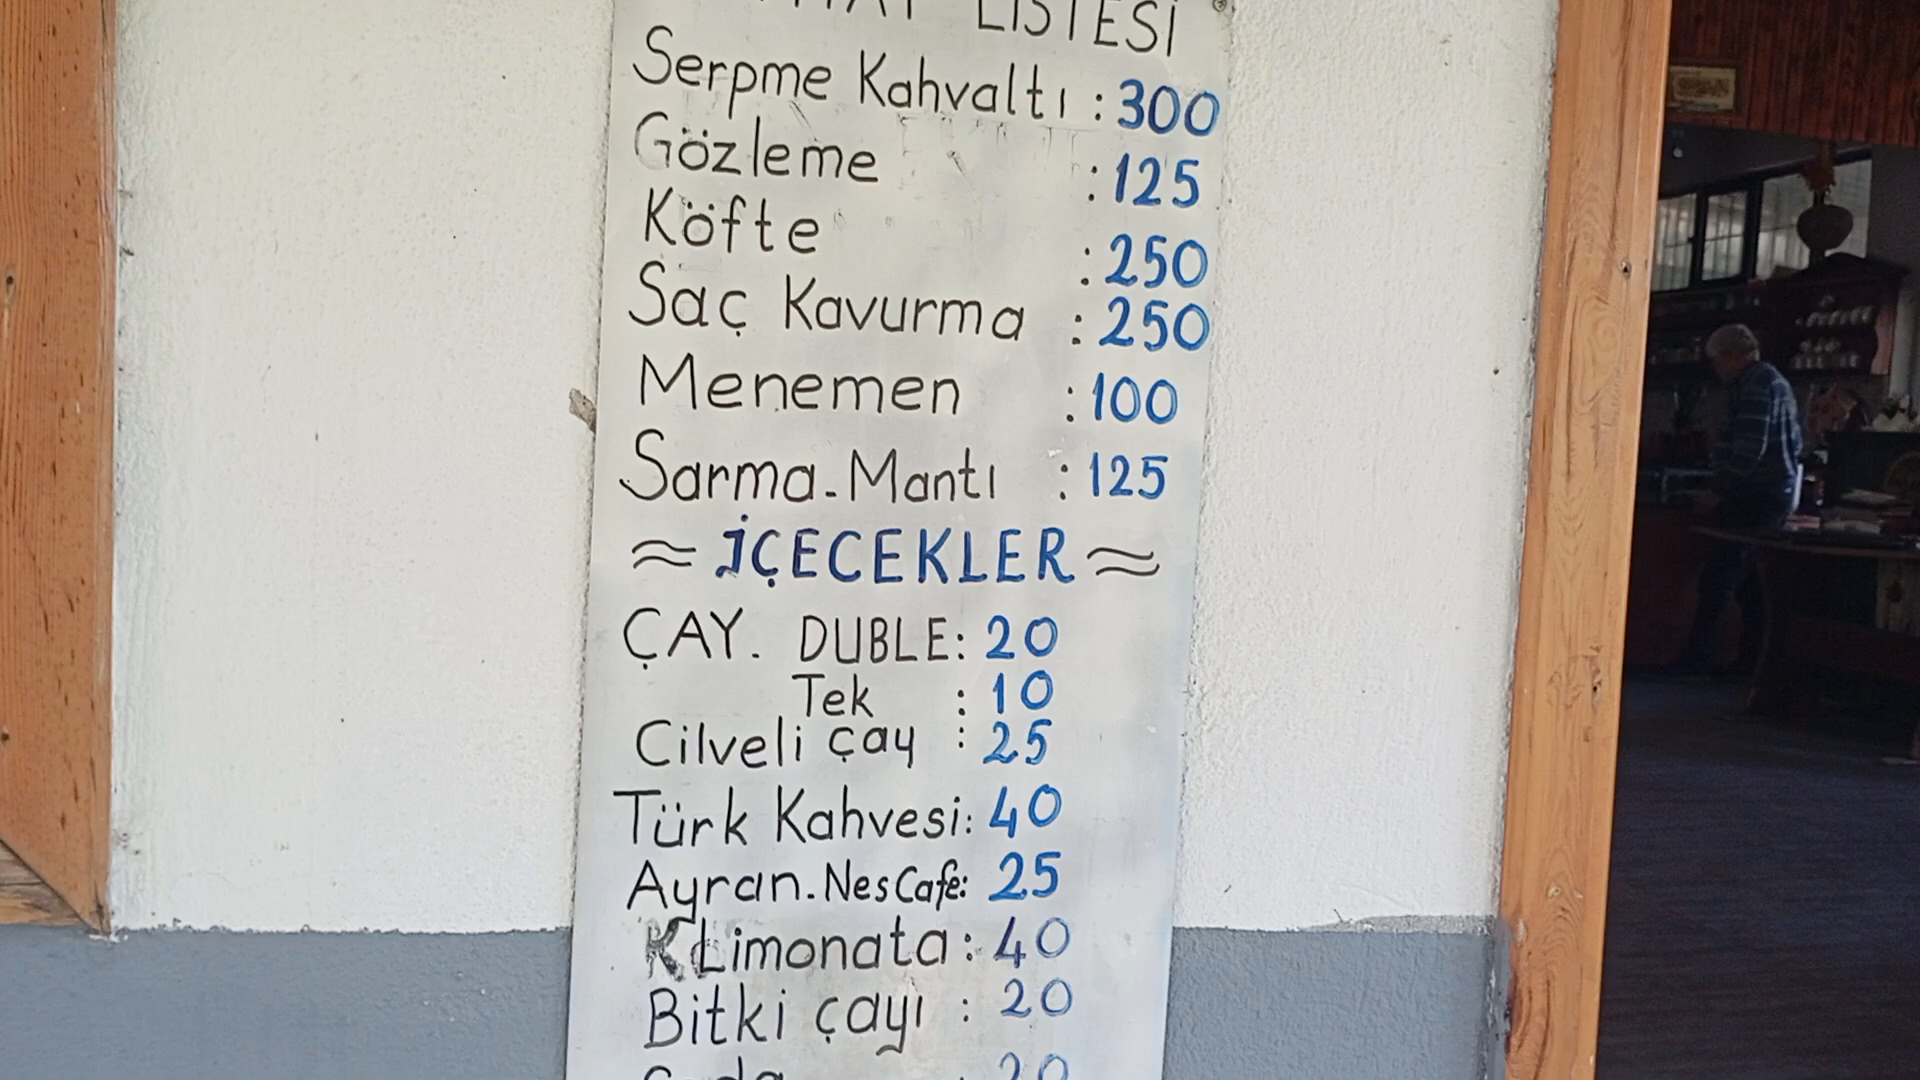 LİSTESİ
Serpme Kahvaltı : 300
Gözleme : 125
Köfte : 250
Saç Kavurma : 250
Menemen : 100
Sarma-Mantı : 125
≈ İÇECEKLER ≈
ÇAY. DUBLE: 20
Tek : 10
Cilveli çay : 25
Türk Kahvesi: 40
Ayran.NesCafe: 25
Limonata: 40
Bitki çayı : 20
: 20